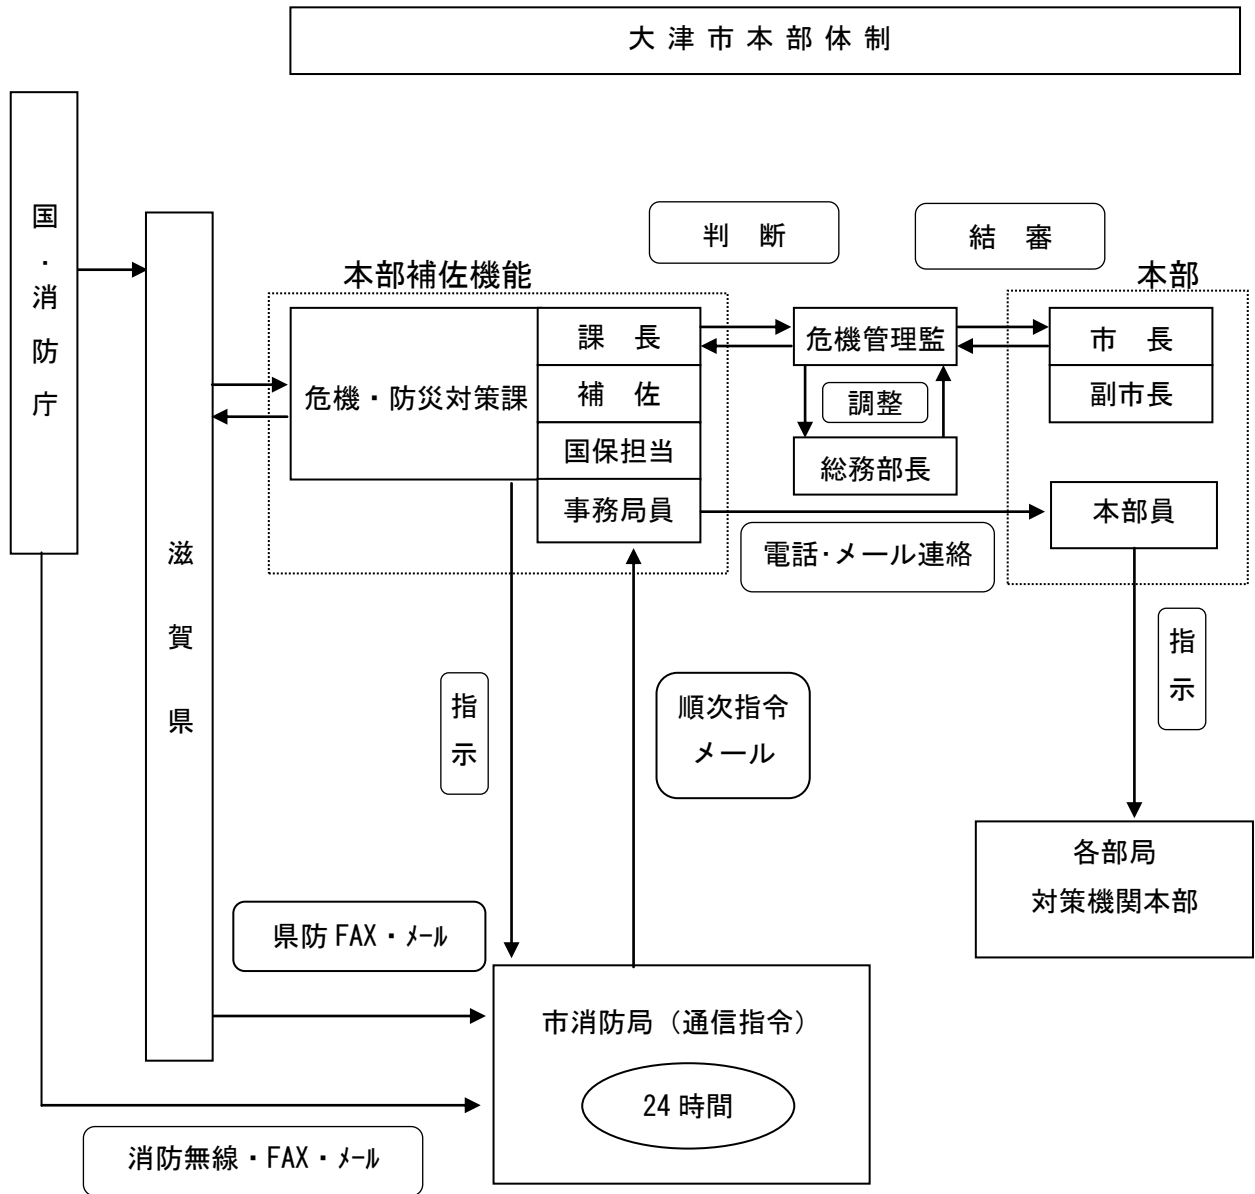 大津市本部体制
国・消防庁
滋賀県
判 断
結 審
本部補佐機能
本部
危機・防災対策課
課 長
補 佐
国保担当
事務局員
危機管理監
調整
総務部長
市 長
副市長
本部員
電話・メール連絡
指示
順次指令
メール
指示
各部局
対策機関本部
県防 FAX・ﾒｰﾙ
市消防局（通信指令）
24 時間
消防無線・FAX・ﾒｰﾙ